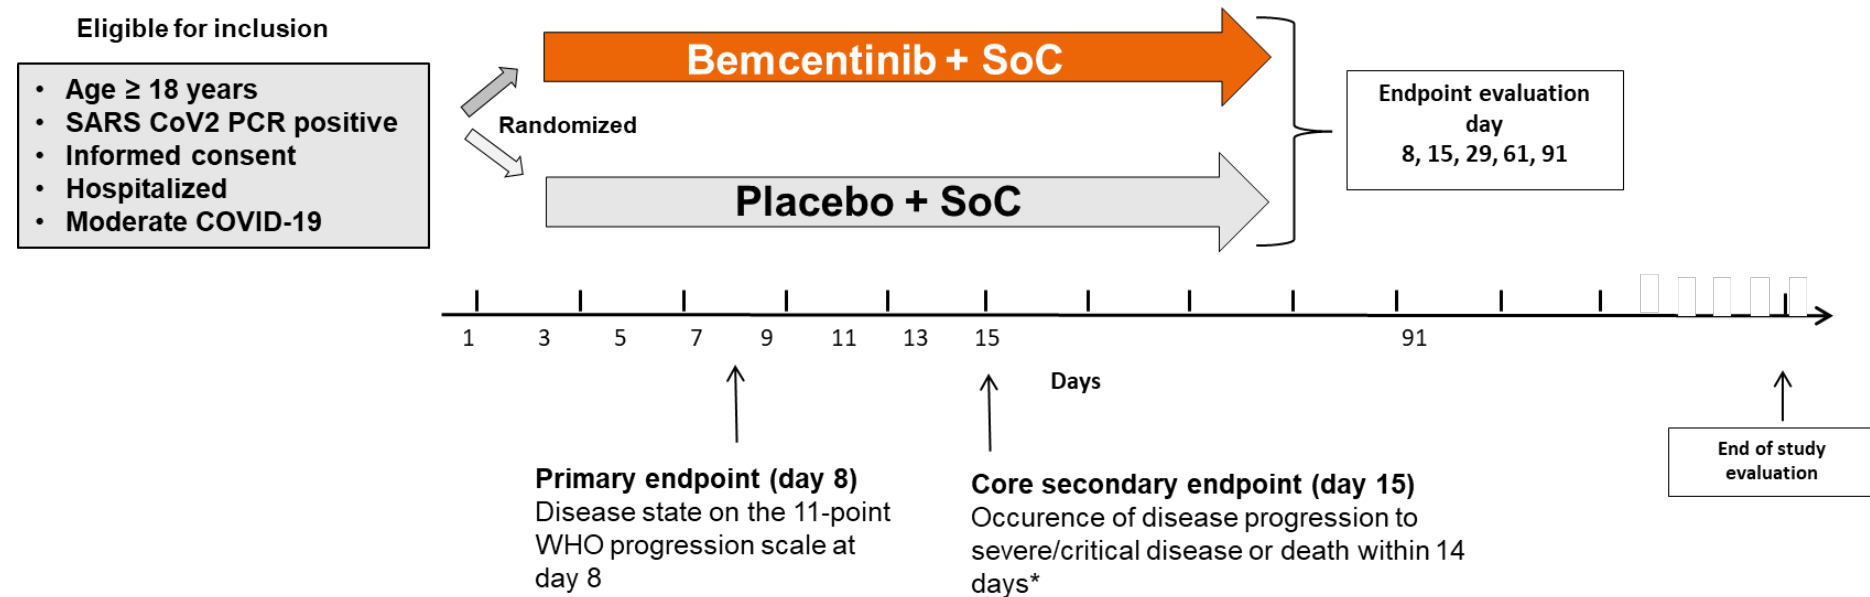 Eligible for inclusion
• Age ≥ 18 years
• SARS CoV2 PCR positive
• Informed consent
• Hospitalized
• Moderate COVID-19
Randomized
Bemcentinib + SoC
Placebo + SoC
Endpoint evaluation
day
8, 15, 29, 61, 91
1 3 5 7 9 11 13 15 91
Days
Primary endpoint (day 8)
Disease state on the 11-point
WHO progression scale at
day 8
Core secondary endpoint (day 15)
Occurence of disease progression to
severe/critical disease or death within 14
days*
End of study
evaluation